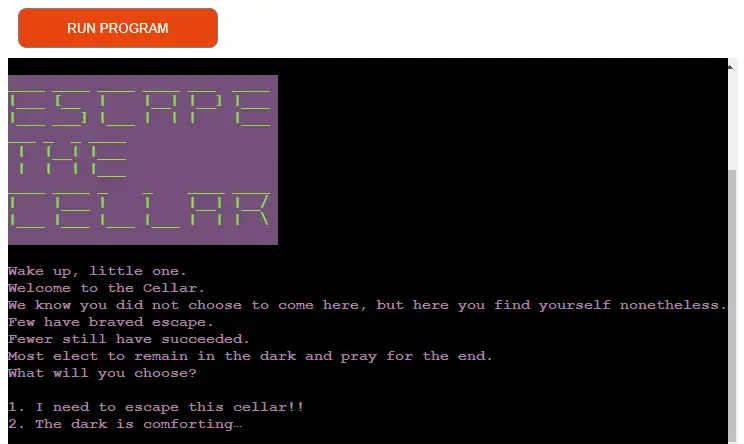 RUN PROGRAM
ESCAPE
THE
CELLAR
Wake up, little one.
Welcome to the Cellar.
We know you did not choose to come here, but here you find yourself nonetheless.
Few have braved escape.
Fewer still have succeeded.
Most elect to remain in the dark and pray for the end.
What will you choose?
1. I need to escape this cellar!!
2. The dark is comforting…